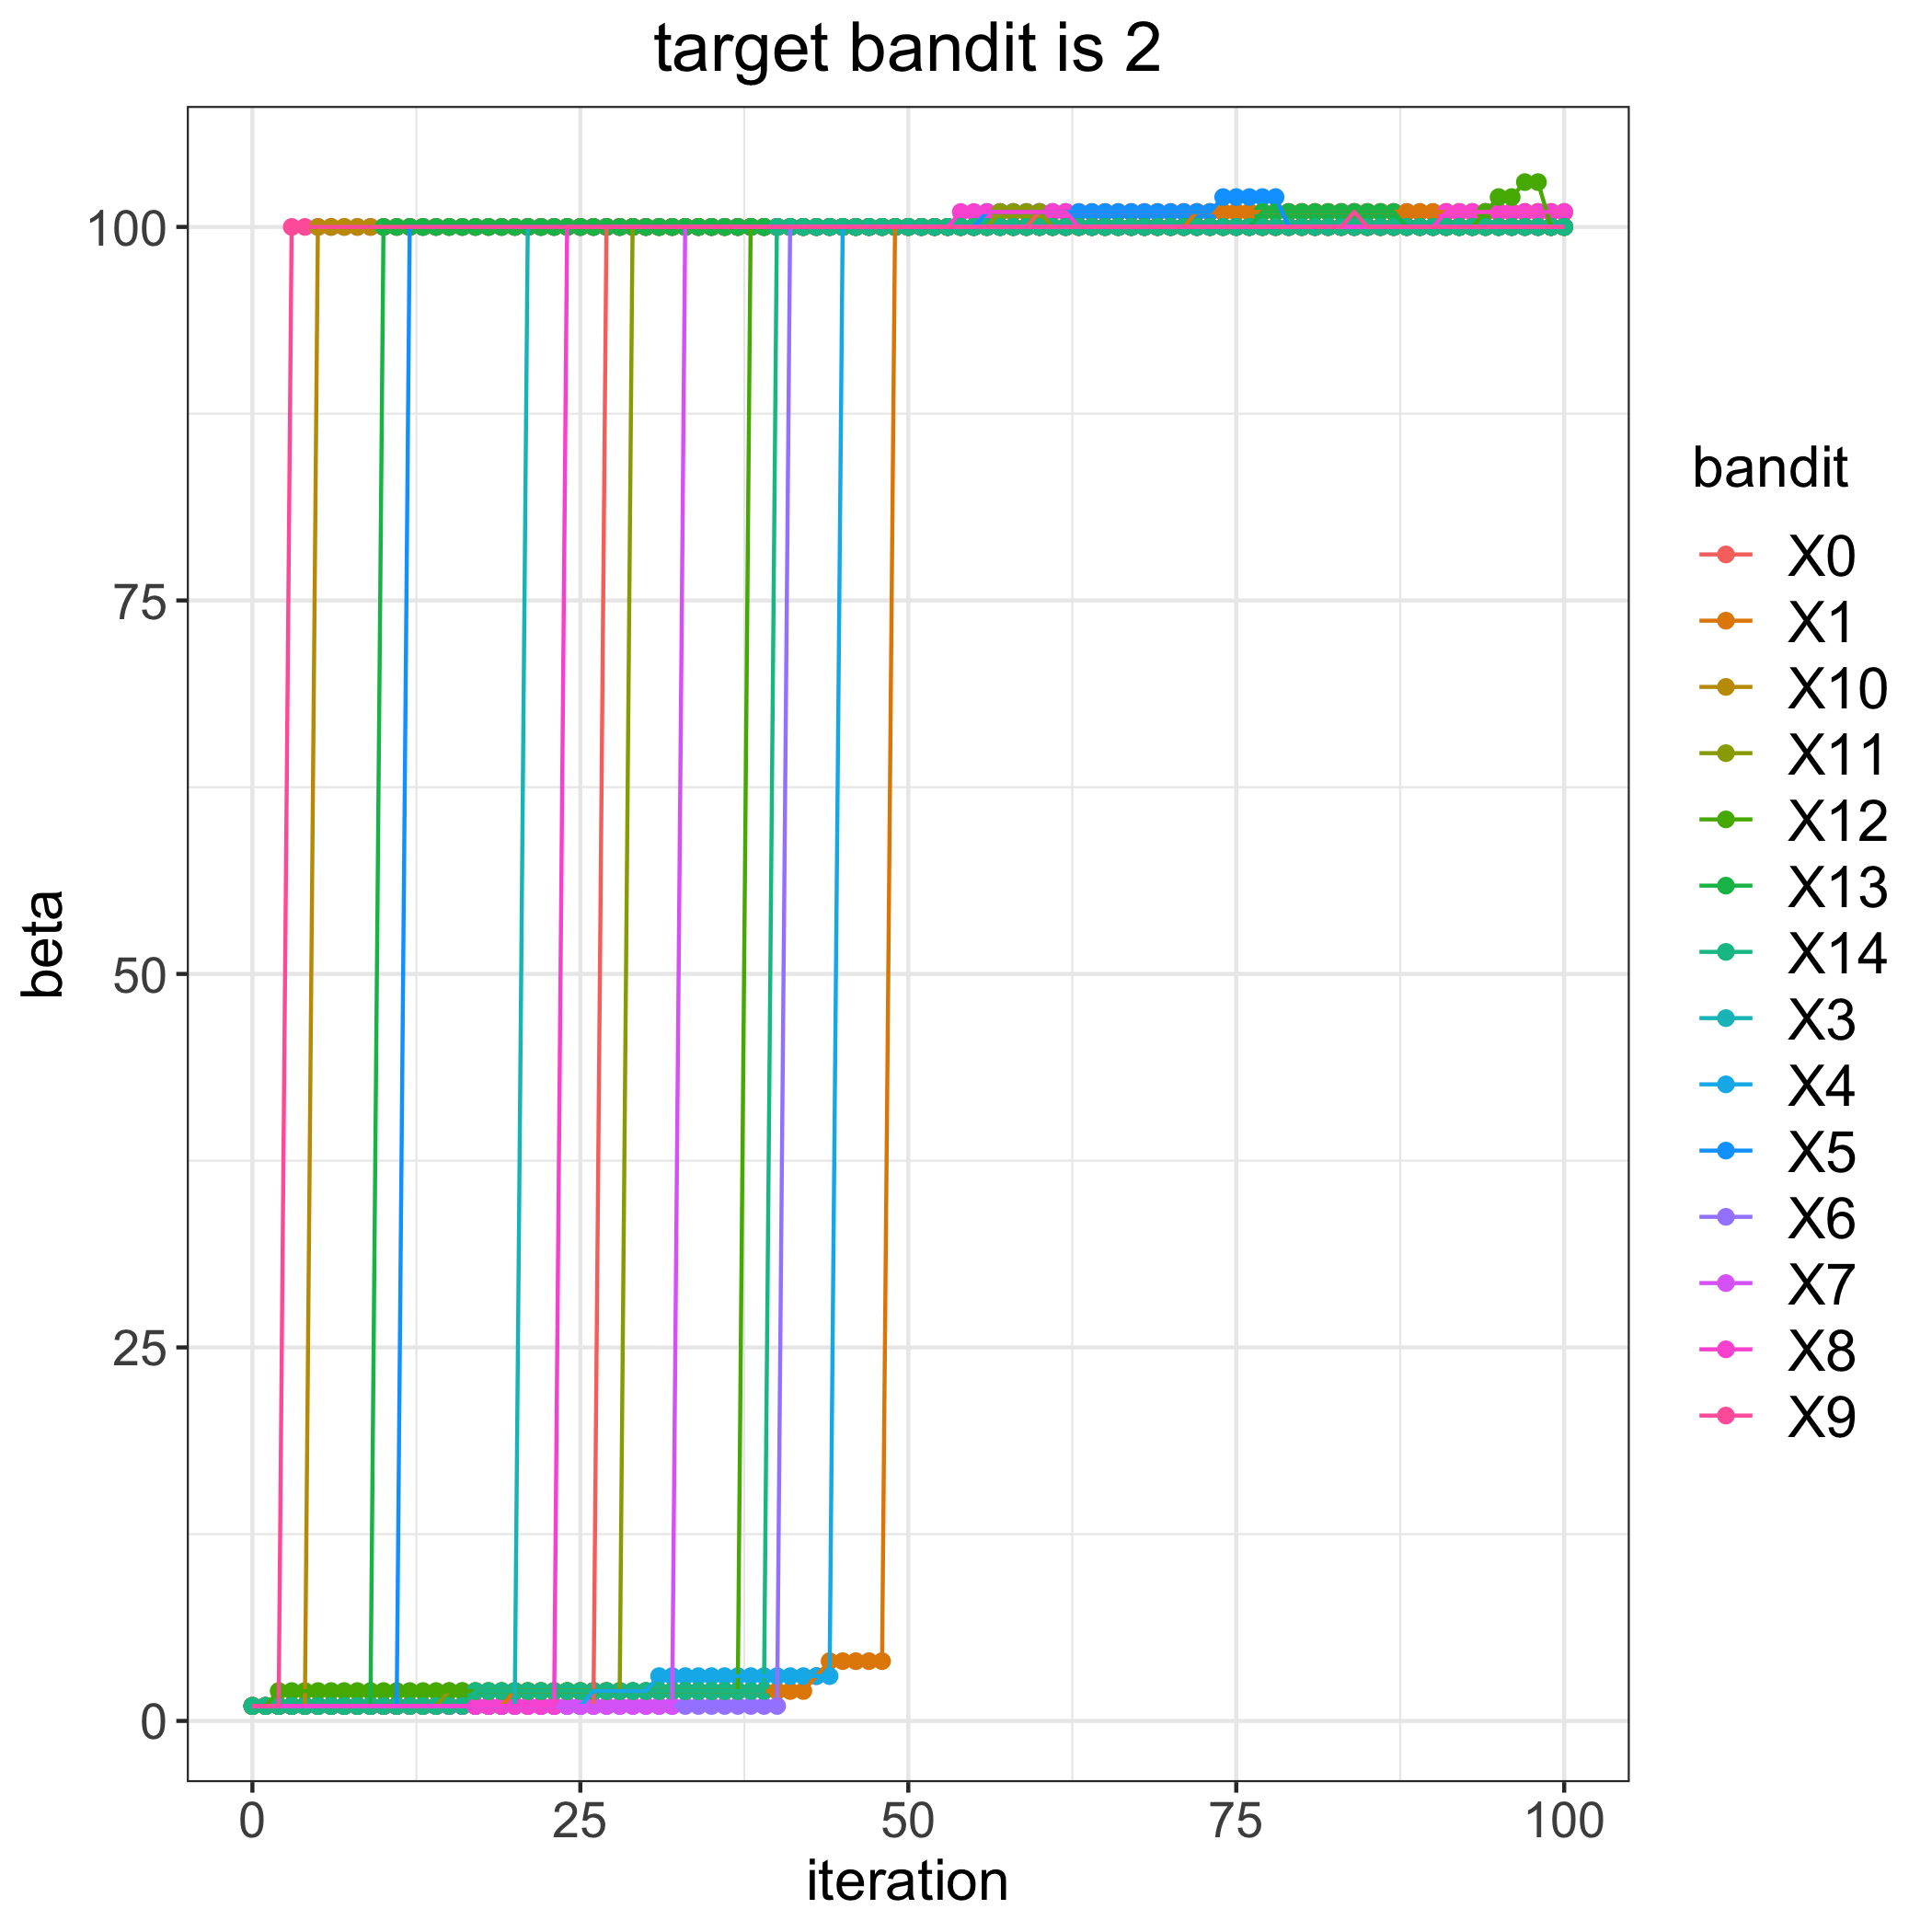 target bandit is 2
100
75
50
25
0
beta
0 25 50 75 100
iteration
bandit
X0
X1
X10
X11
X12
X13
X14
X3
X4
X5
X6
X7
X8
X9